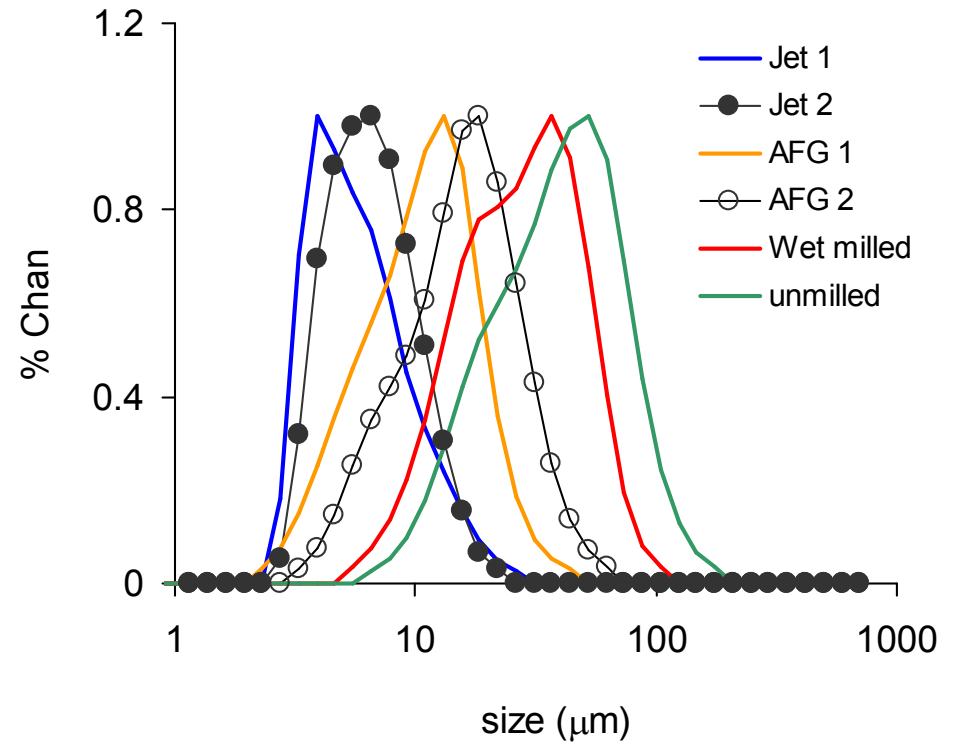 1.2
0.8
0.4
0
% Chan
1
10
100
1000
size (μm)
Jet 1
Jet 2
AFG 1
AFG 2
Wet milled
unmilled